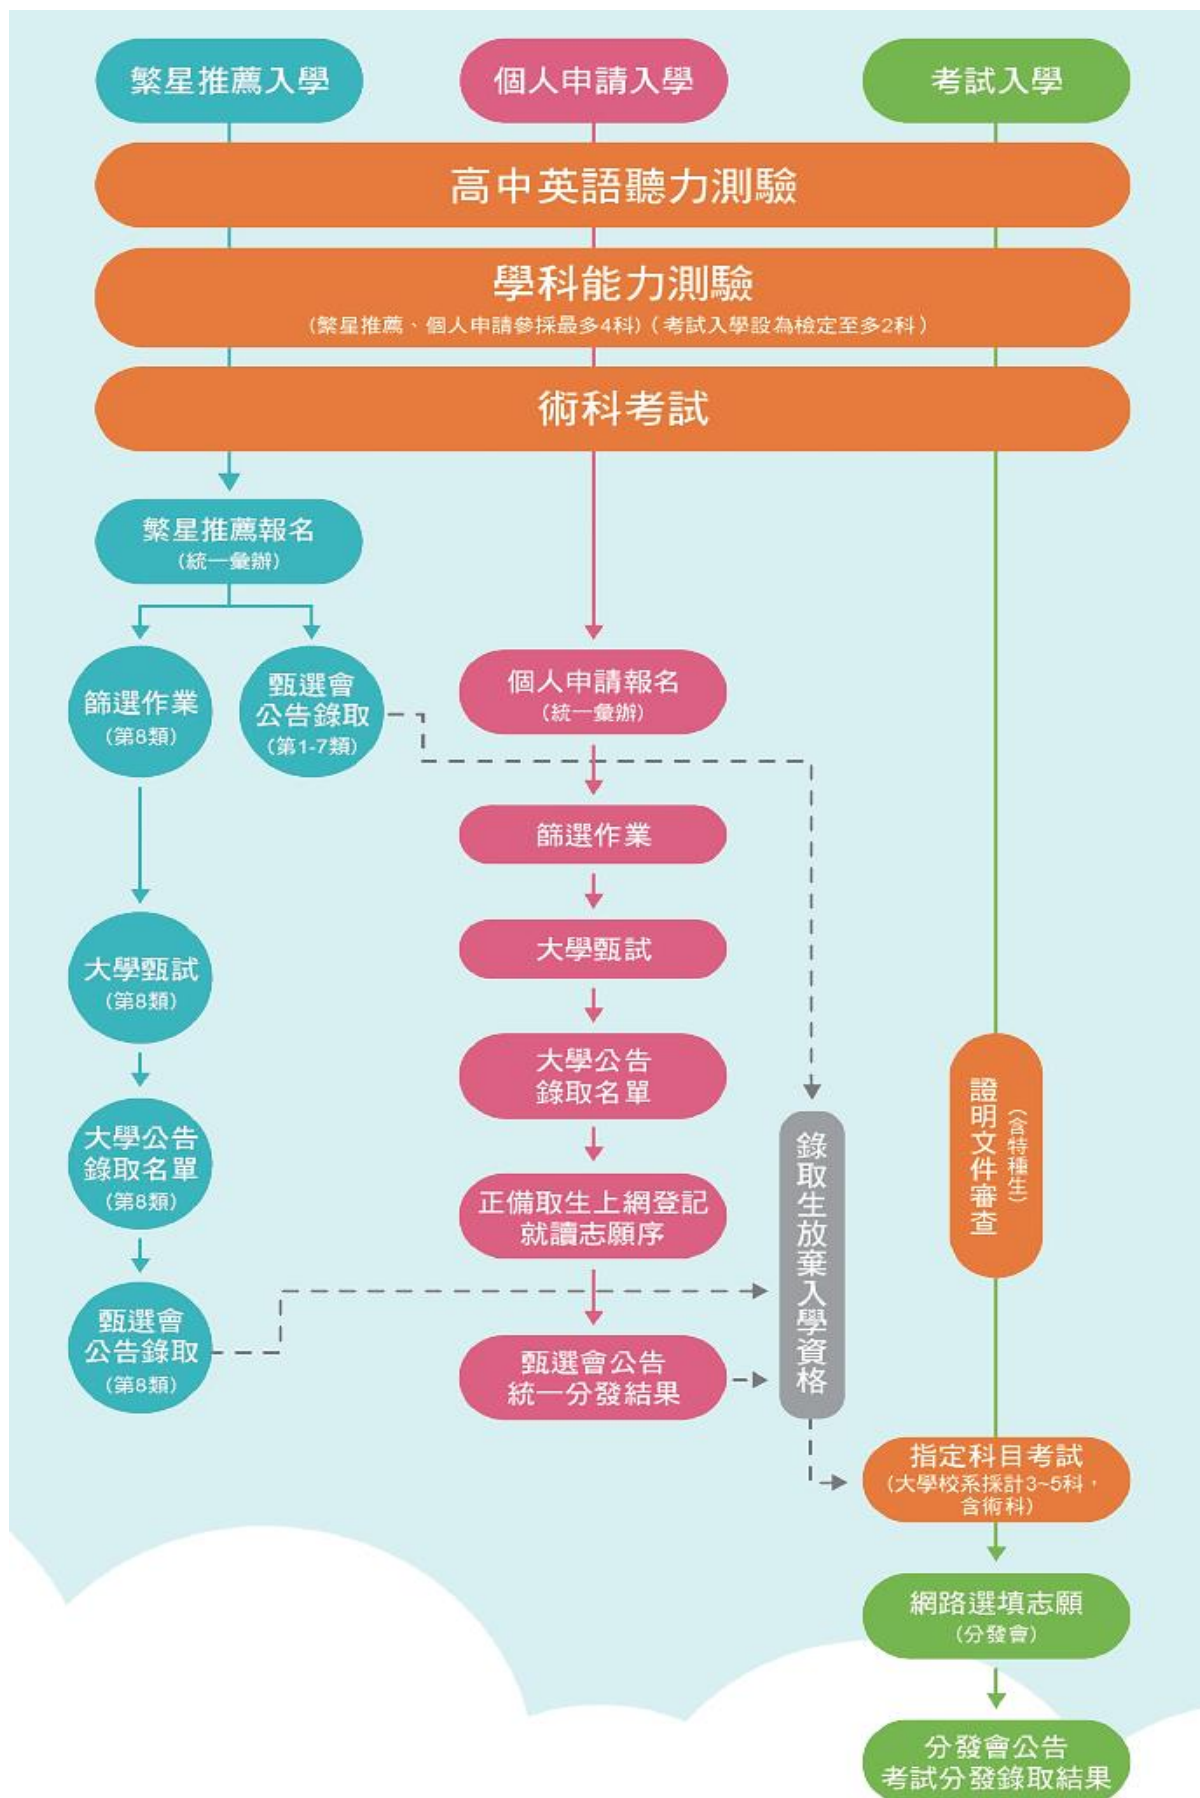 繁星推薦入學
個人申請入學
考試入學
高中英語聽力測驗
學科能力測驗
(繁星推薦、個人申請參採最多4科)(考試入學設為檢定至多2科)
術科考試
繁星推薦報名
(統一彙辦)
篩選作業
(第8類)
甄選會
公告錄取
(第1-7類)
大學甄試
(第8類)
大學公告
錄取名單
(第8類)
甄選會
公告錄取
(第8類)
個人申請報名
(統一彙辦)
篩選作業
大學甄試
大學公告
錄取名單
正備取生上網登記
就讀志願序
甄選會公告
統一分發結果
錄取生放棄入學資格
證明文件審查
(含特種生)
指定科目考試
(大學校系採計3~5科,
含術科)
網路選填志願
(分發會)
分發會公告
考試分發錄取結果